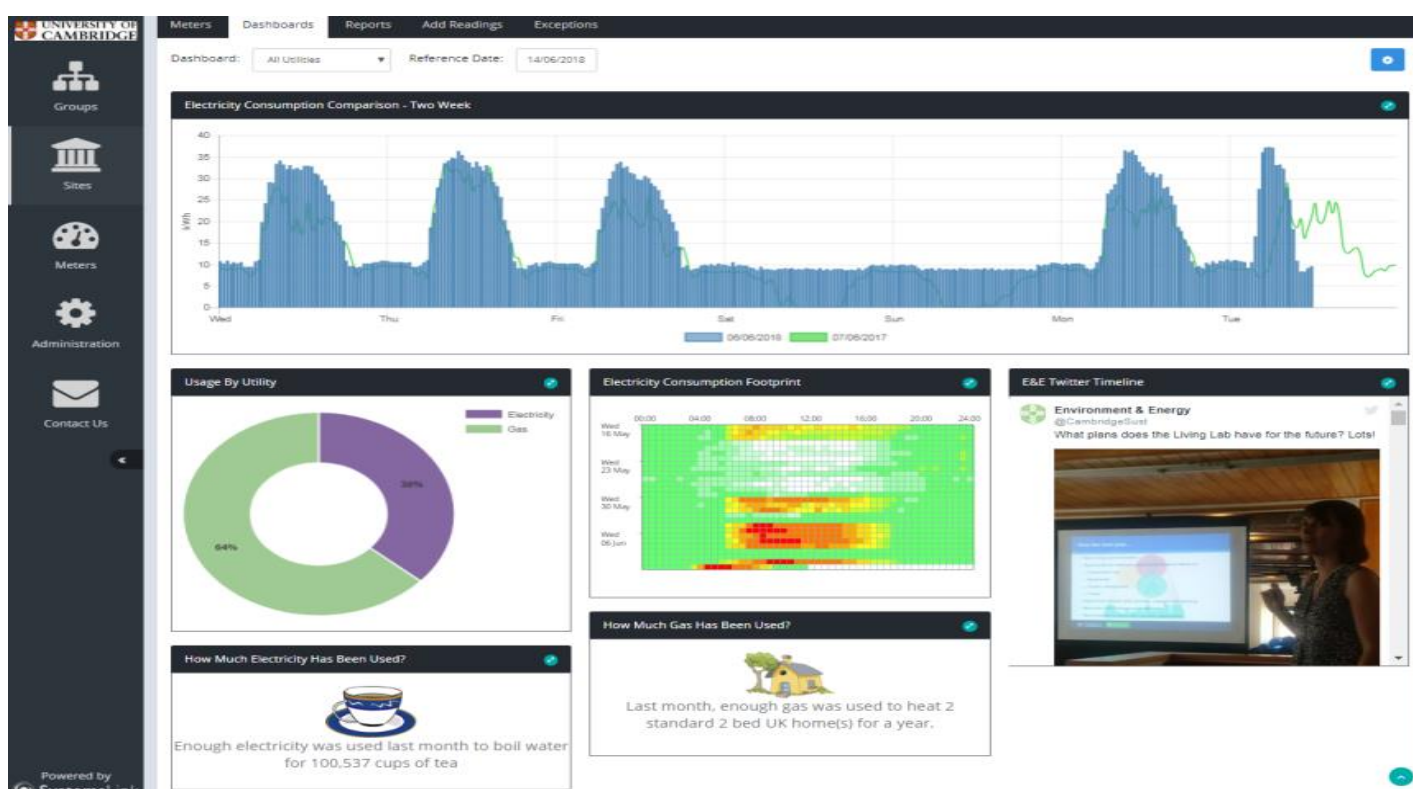 UNIVERSITY OF
CAMBRIDGE
Groups
Sites
Meters
Administration
Contact Us
Powered by
Meters Dashboards Reports Add Readings Exceptions
Dashboard: All Utilities Reference Date: 14/06/2018
Electricity Consumption Comparison - Two Week
40
35
30
25
20
15
10
5
0
kWh
Wed Thu Fri Sat Sun Mon Tue
06/06/2018 07/06/2017
Usage By Utility
Electricity
Gas
36%
64%
How Much Electricity Has Been Used?
Enough electricity was used last month to boil water
for 100,537 cups of tea
Electricity Consumption Footprint
00:00 04:00 08:00 12:00 16:00 20:00 24:00
Wed
16 May
Wed
23 May
Wed
30 May
Wed
06 Jun
How Much Gas Has Been Used?
Last month, enough gas was used to heat 2
standard 2 bed UK home(s) for a year.
E&E Twitter Timeline
Environment & Energy
@CambridgeSust
What plans does the Living Lab have for the future? Lots!